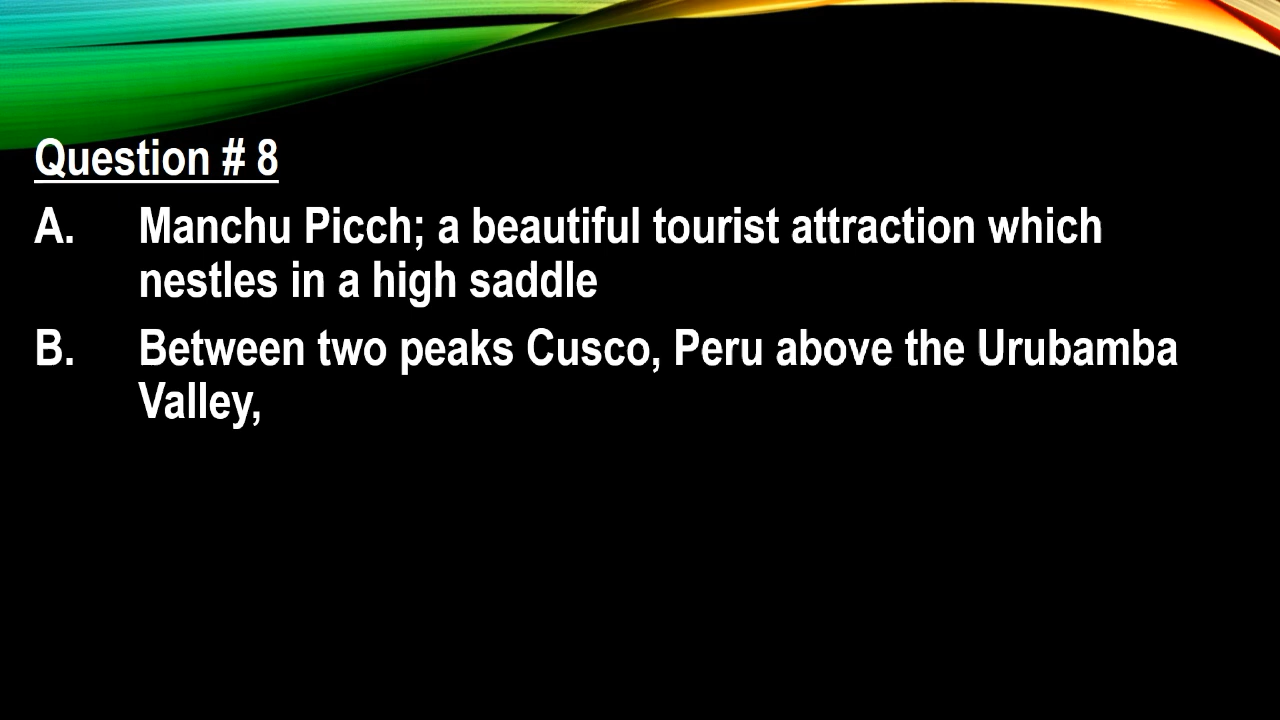 Question # 8
A. Manchu Picch; a beautiful tourist attraction which
nestles in a high saddle
B. Between two peaks Cusco, Peru above the Urubamba
Valley,